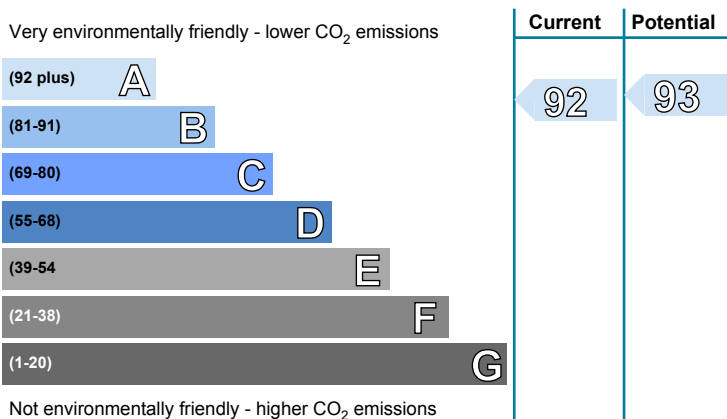 Very environmentally friendly - lower CO2 emissions
Current
Potential
(92 plus) A
(81-91) B
(69-80) C
(55-68) D
(39-54 E
(21-38) F
(1-20) G
92
93
Not environmentally friendly - higher CO2 emissions